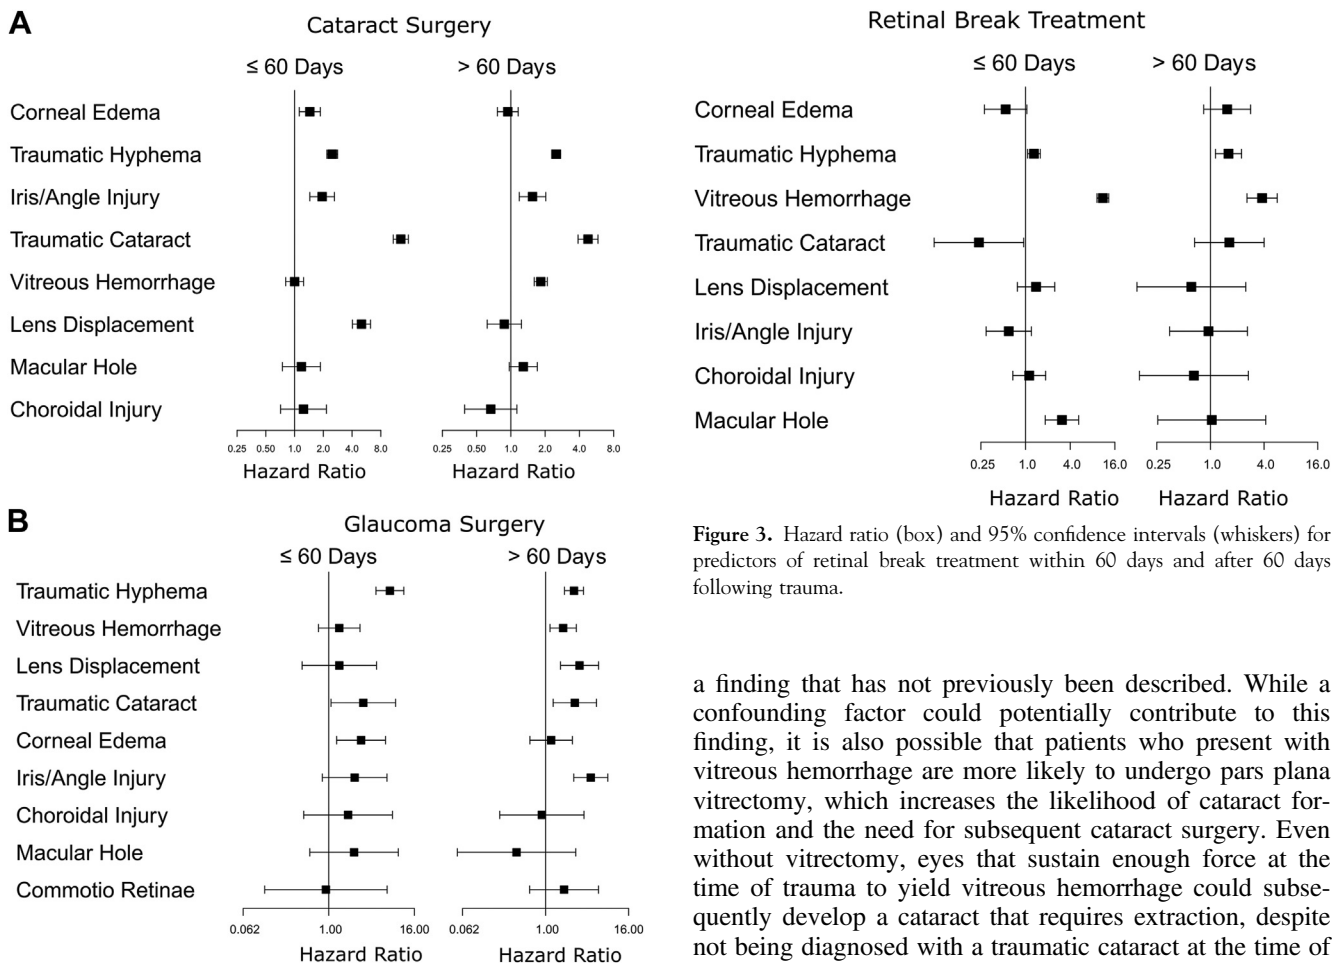 A
Cataract Surgery
≤ 60 Days
> 60 Days
Corneal Edema
Traumatic Hyphema
Iris/Angle Injury
Traumatic Cataract
Vitreous Hemorrhage
Lens Displacement
Macular Hole
Choroidal Injury
0.25 0.50 1.0 2.0 4.0 8.0
0.25 0.50 1.0 2.0 4.0 8.0
Hazard Ratio
Hazard Ratio
B
Glaucoma Surgery
≤ 60 Days
> 60 Days
Traumatic Hyphema
Vitreous Hemorrhage
Lens Displacement
Traumatic Cataract
Corneal Edema
Iris/Angle Injury
Choroidal Injury
Macular Hole
Commotio Retinae
0.062 1.00 16.00
0.062 1.00 16.00
Hazard Ratio
Hazard Ratio
Retinal Break Treatment
≤ 60 Days
> 60 Days
Corneal Edema
Traumatic Hyphema
Vitreous Hemorrhage
Traumatic Cataract
Lens Displacement
Iris/Angle Injury
Choroidal Injury
Macular Hole
0.25 1.0 4.0 16.0
0.25 1.0 4.0 16.0
Hazard Ratio
Hazard Ratio
Figure 3. Hazard ratio (box) and 95% confidence intervals (whiskers) for
predictors of retinal break treatment within 60 days and after 60 days
following trauma.
a finding that has not previously been described. While a
confounding factor could potentially contribute to this
finding, it is also possible that patients who present with
vitreous hemorrhage are more likely to undergo pars plana
vitrectomy, which increases the likelihood of cataract for-
mation and the need for subsequent cataract surgery. Even
without vitrectomy, eyes that sustain enough force at the
time of trauma to yield vitreous hemorrhage could subse-
quently develop a cataract that requires extraction, despite
not being diagnosed with a traumatic cataract at the time of